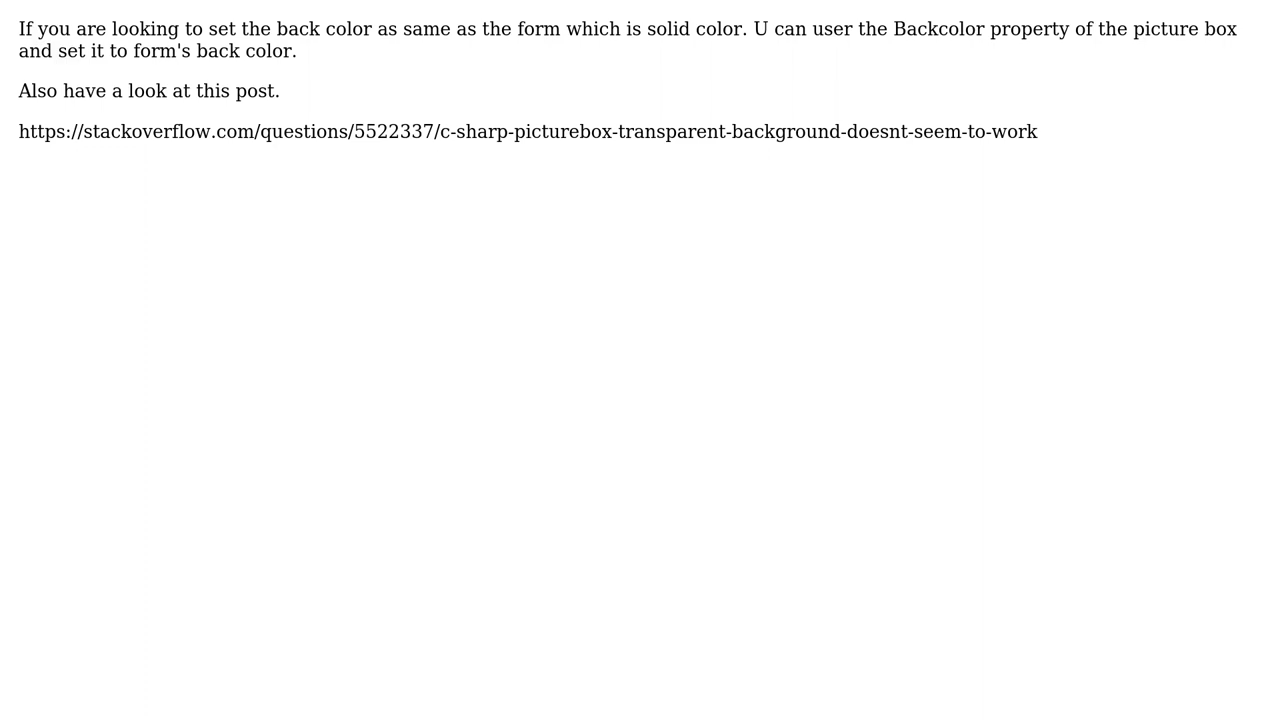 If you are looking to set the back color as same as the form which is solid color. U can user the Backcolor property of the picture box
and set it to form's back color.
Also have a look at this post.
https://stackoverflow.com/questions/5522337/c-sharp-picturebox-transparent-background-doesnt-seem-to-work